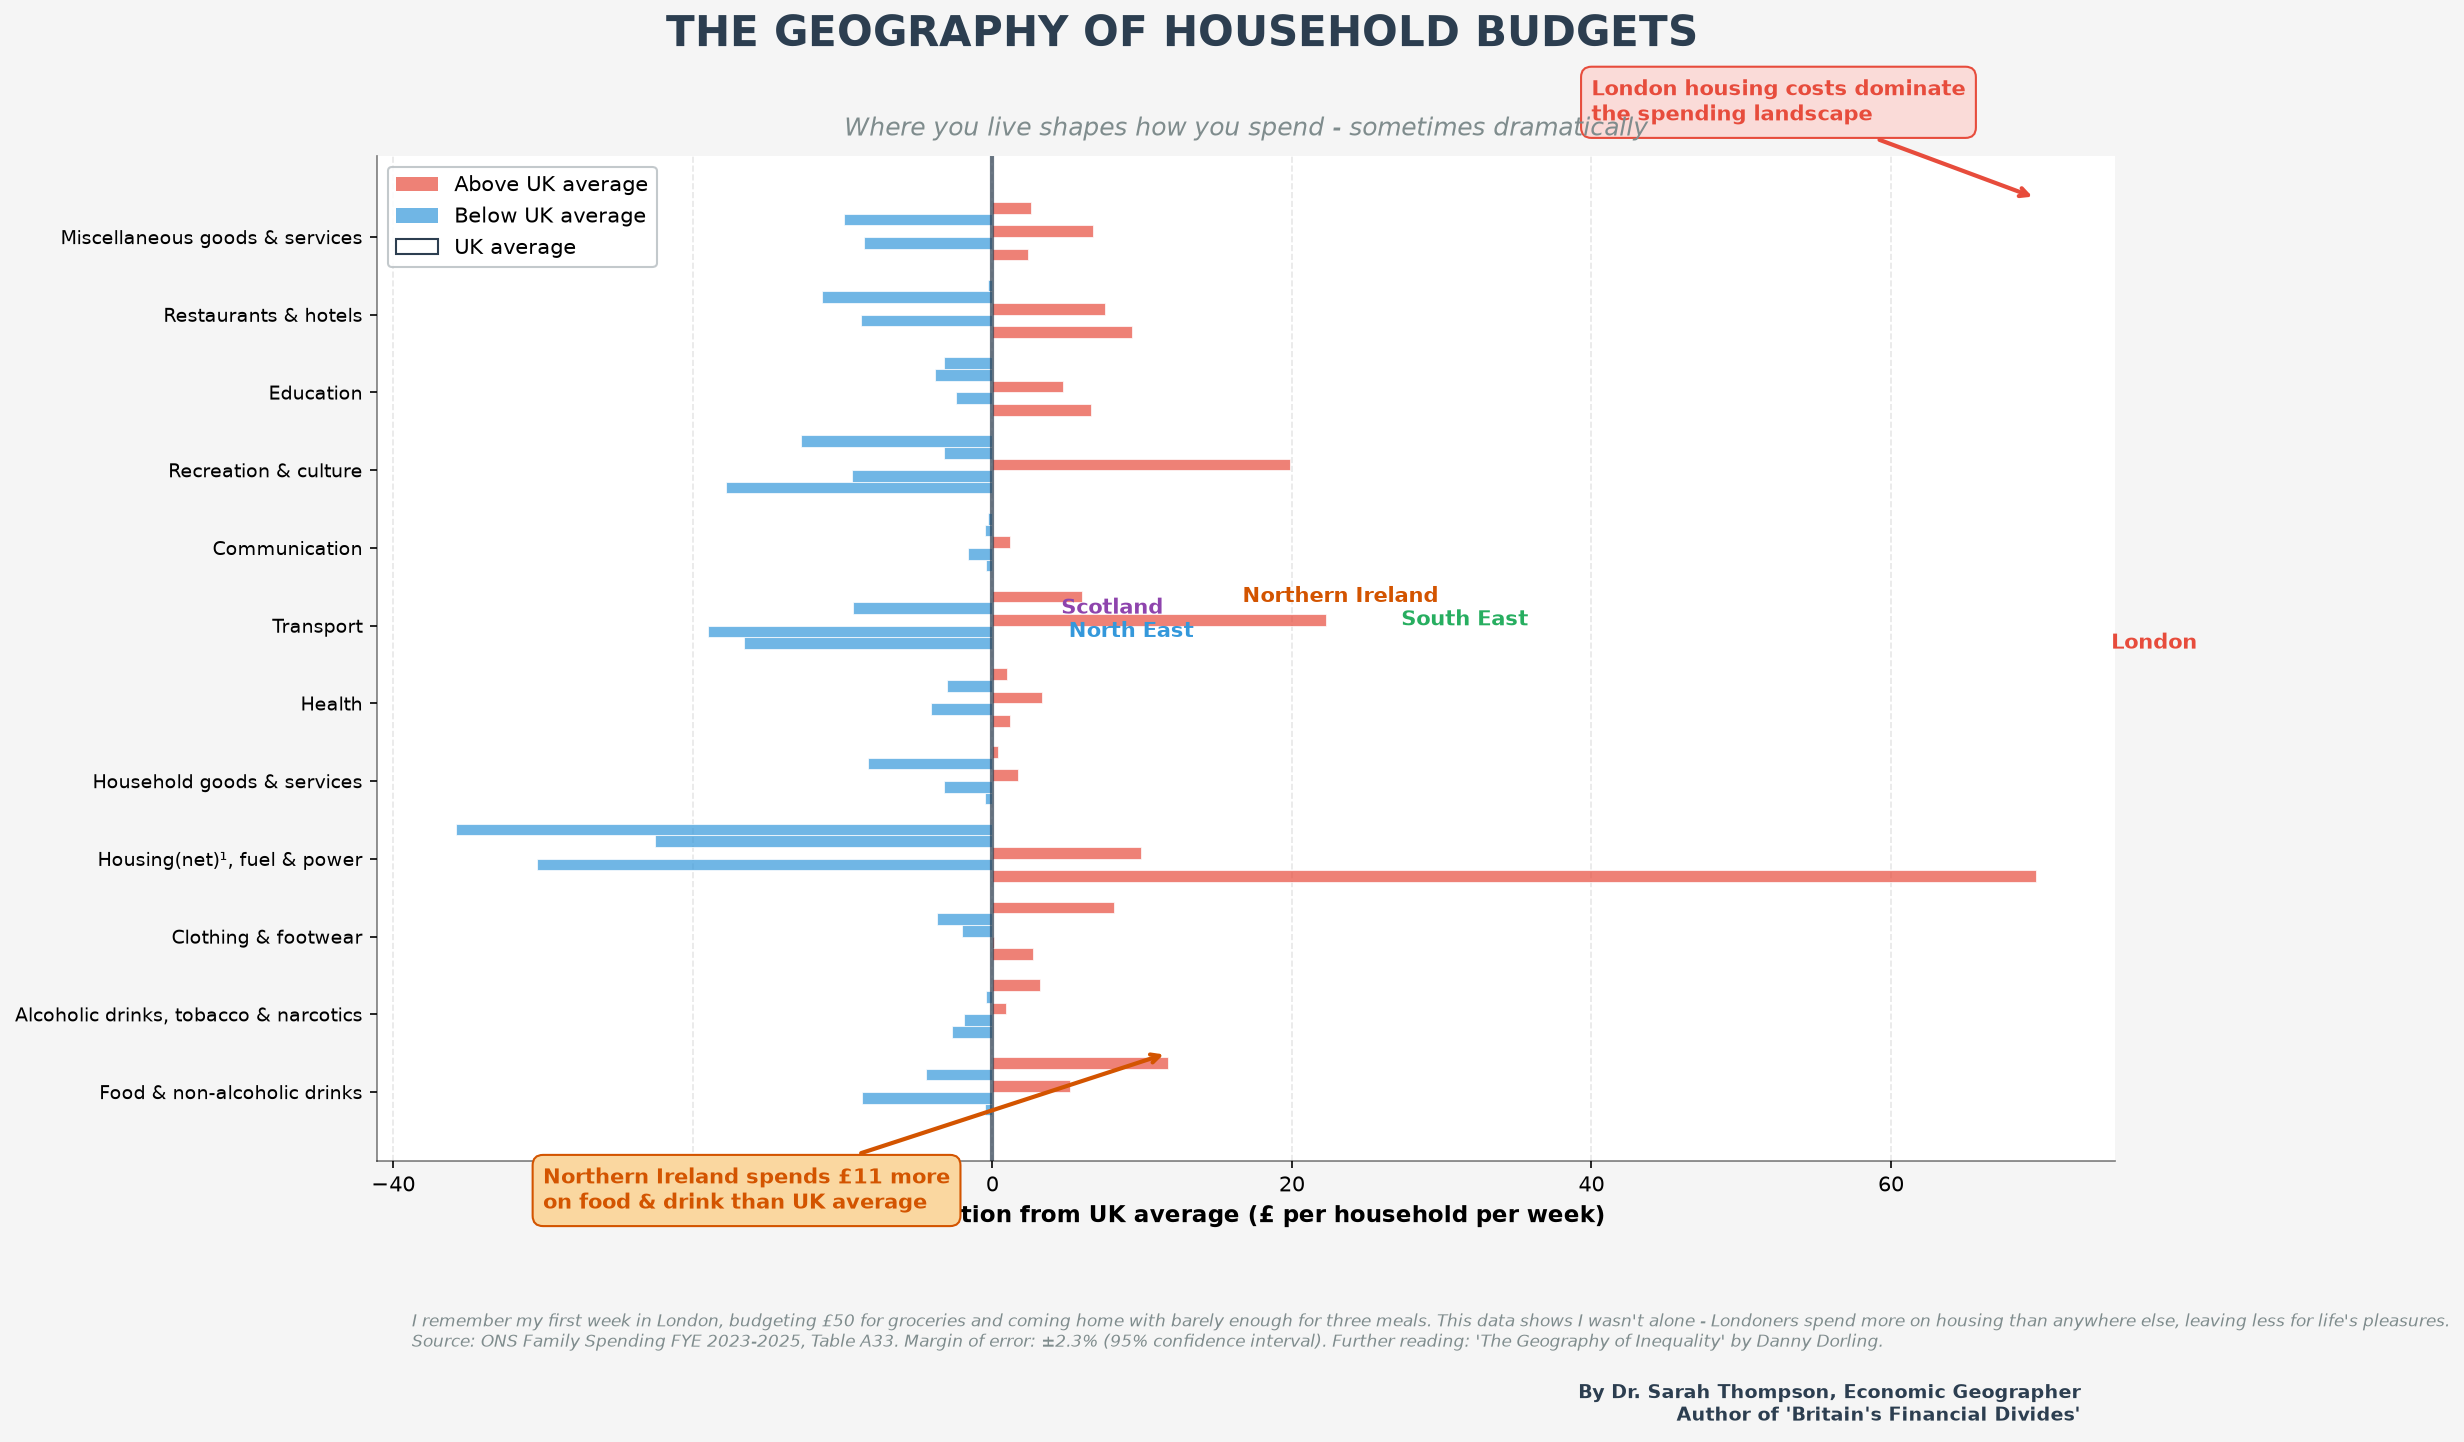 THE GEOGRAPHY OF HOUSEHOLD BUDGETS
London housing costs dominate
the spending landscape
Where you live shapes how you spend - sometimes dramatically
Above UK average
Below UK average
UK average
Miscellaneous goods & services
Restaurants & hotels
Education
Recreation & culture
Communication
Transport
Northern Ireland
Scotland
South East
North East
London
Health
Household goods & services
Housing(net)¹, fuel & power
Clothing & footwear
Alcoholic drinks, tobacco & narcotics
Food & non-alcoholic drinks
Northern Ireland spends £11 more
on food & drink than UK average
−40
0
20
40
60
tion from UK average (£ per household per week)
I remember my first week in London, budgeting £50 for groceries and coming home with barely enough for three meals. This data shows I wasn't alone - Londoners spend more on housing than anywhere else, leaving less for life's pleasures.
Source: ONS Family Spending FYE 2023-2025, Table A33. Margin of error: ±2.3% (95% confidence interval). Further reading: 'The Geography of Inequality' by Danny Dorling.
By Dr. Sarah Thompson, Economic Geographer
Author of 'Britain's Financial Divides'